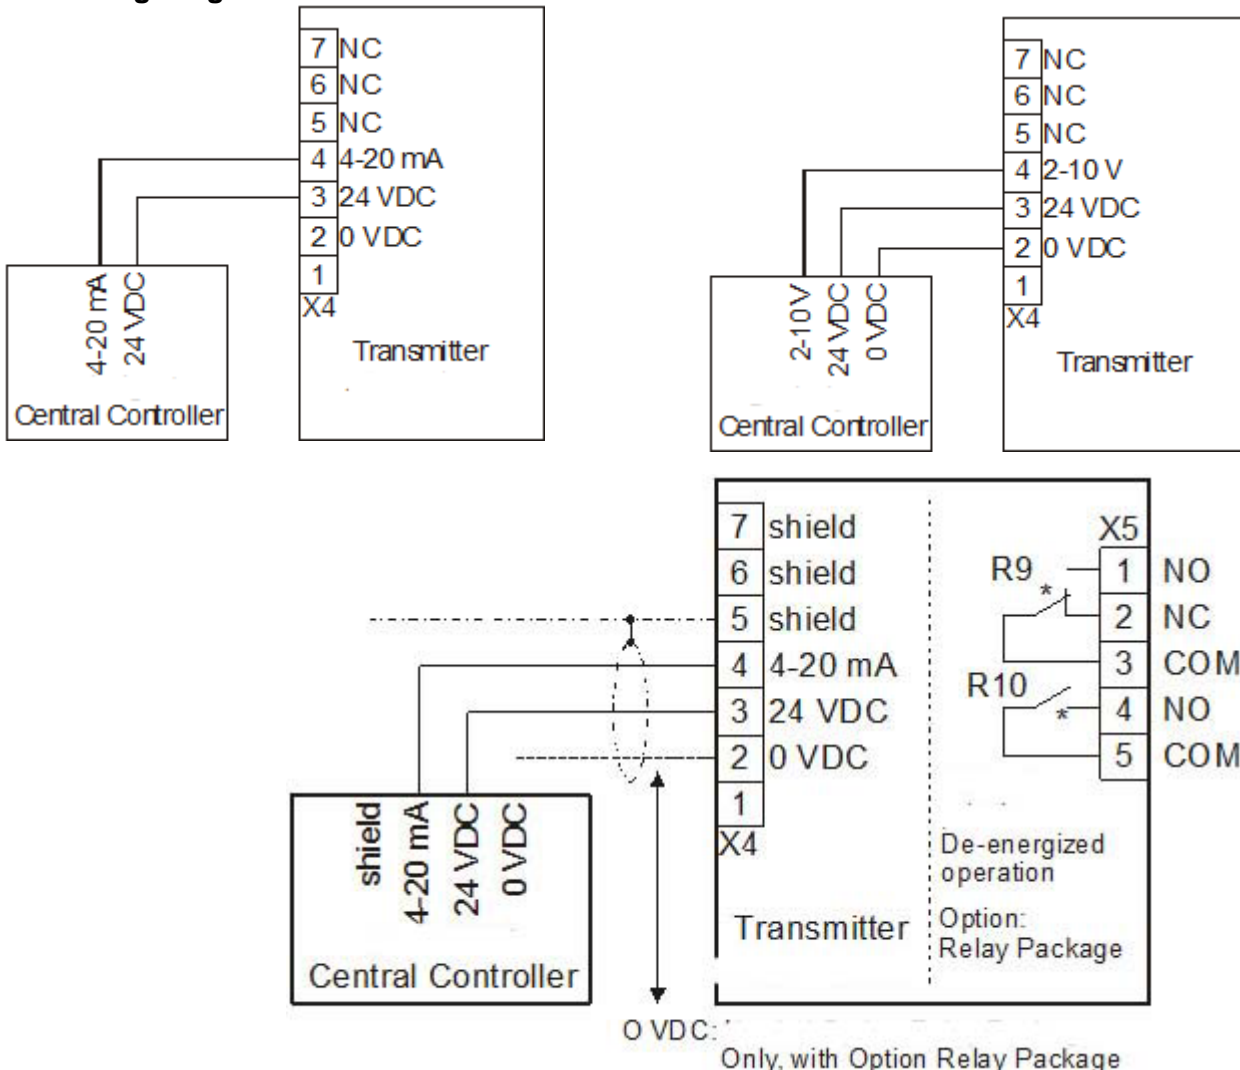 7 NC
6 NC
5 NC
4 4-20 mA
3 24 VDC
2 0 VDC
1
X4
Transmitter
4-20 mA
24 VDC
Central Controller
7 NC
6 NC
5 NC
4 2-10 V
3 24 VDC
2 0 VDC
1
X4
Transmitter
2-10V
24 VDC
0 VDC
Central Controller
7 shield
6 shield
5 shield
4 4-20 mA
3 24 VDC
2 0 VDC
1
X4
Transmitter
X5
R9
*
1 NO
2 NC
3 COM
R10
*
4 NO
5 COM
De-energized
operation
Option:
Relay Package
shield
4-20 mA
24 VDC
0 VDC
Central Controller
O VDC:
Only, with Option Relay Package